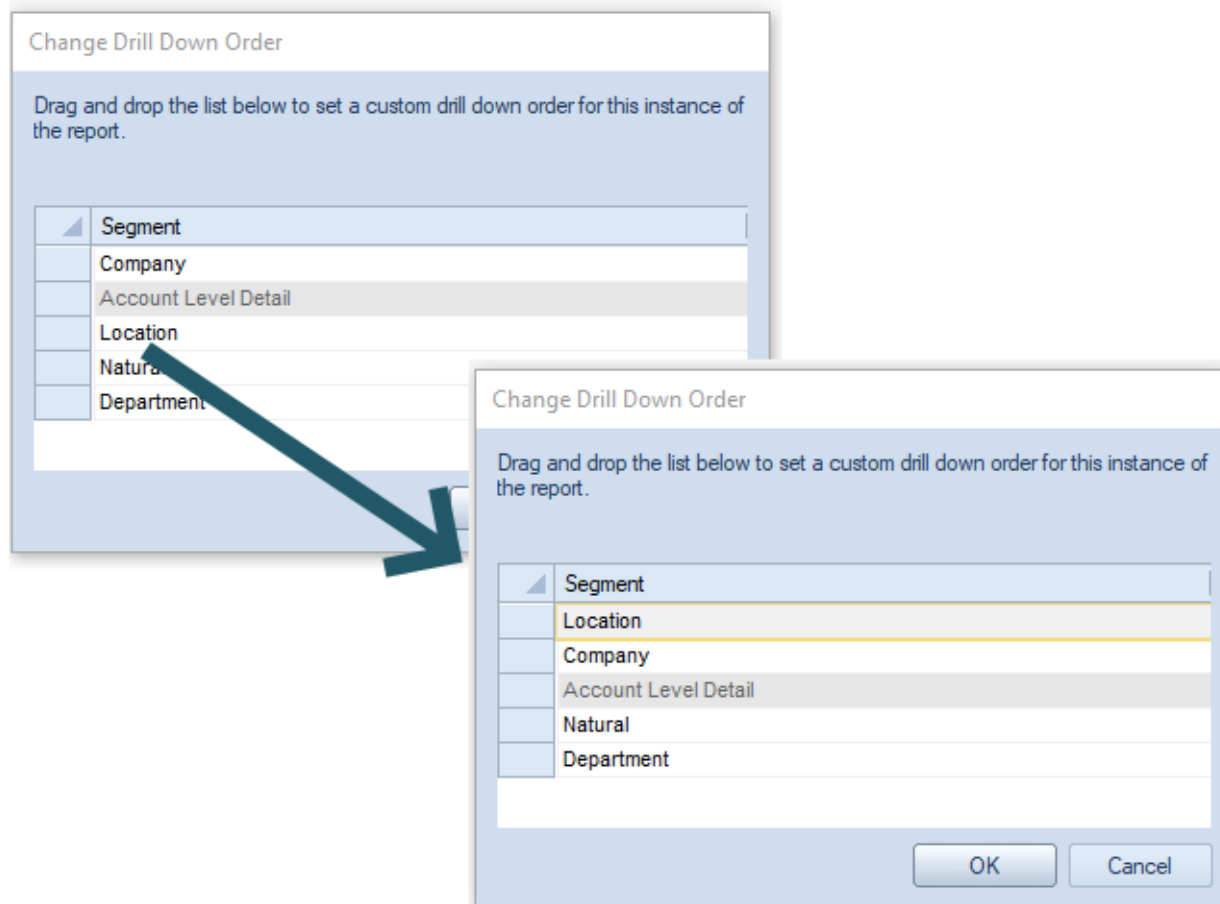 Change Drill Down Order
Drag and drop the list below to set a custom drill down order for this instance of
the report.
Segment
Company
Account Level Detail
Location
Natura
Department
Change Drill Down Order
Drag and drop the list below to set a custom drill down order for this instance of
the report.
Segment
Location
Company
Account Level Detail
Natural
Department
OK
Cancel